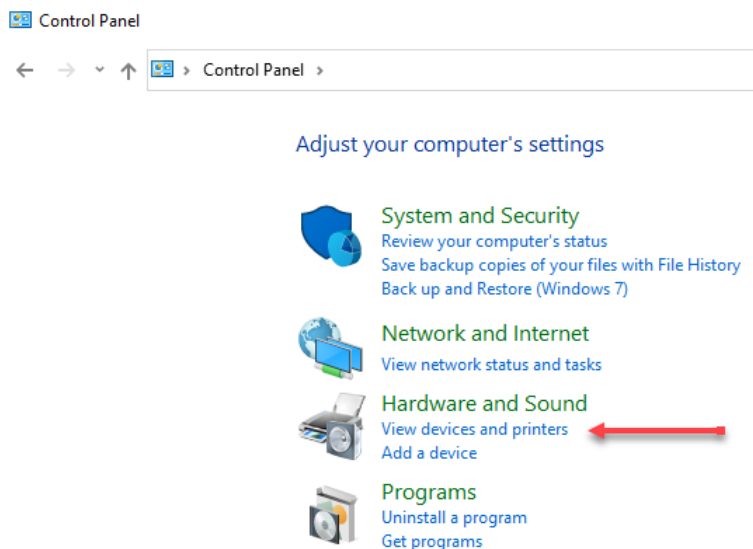 Control Panel
Control Panel
Adjust your computer's settings
System and Security
Review your computer's status
Save backup copies of your files with File History
Back up and Restore (Windows 7)
Network and Internet
View network status and tasks
Hardware and Sound
View devices and printers
Add a device
Programs
Uninstall a program
Get programs